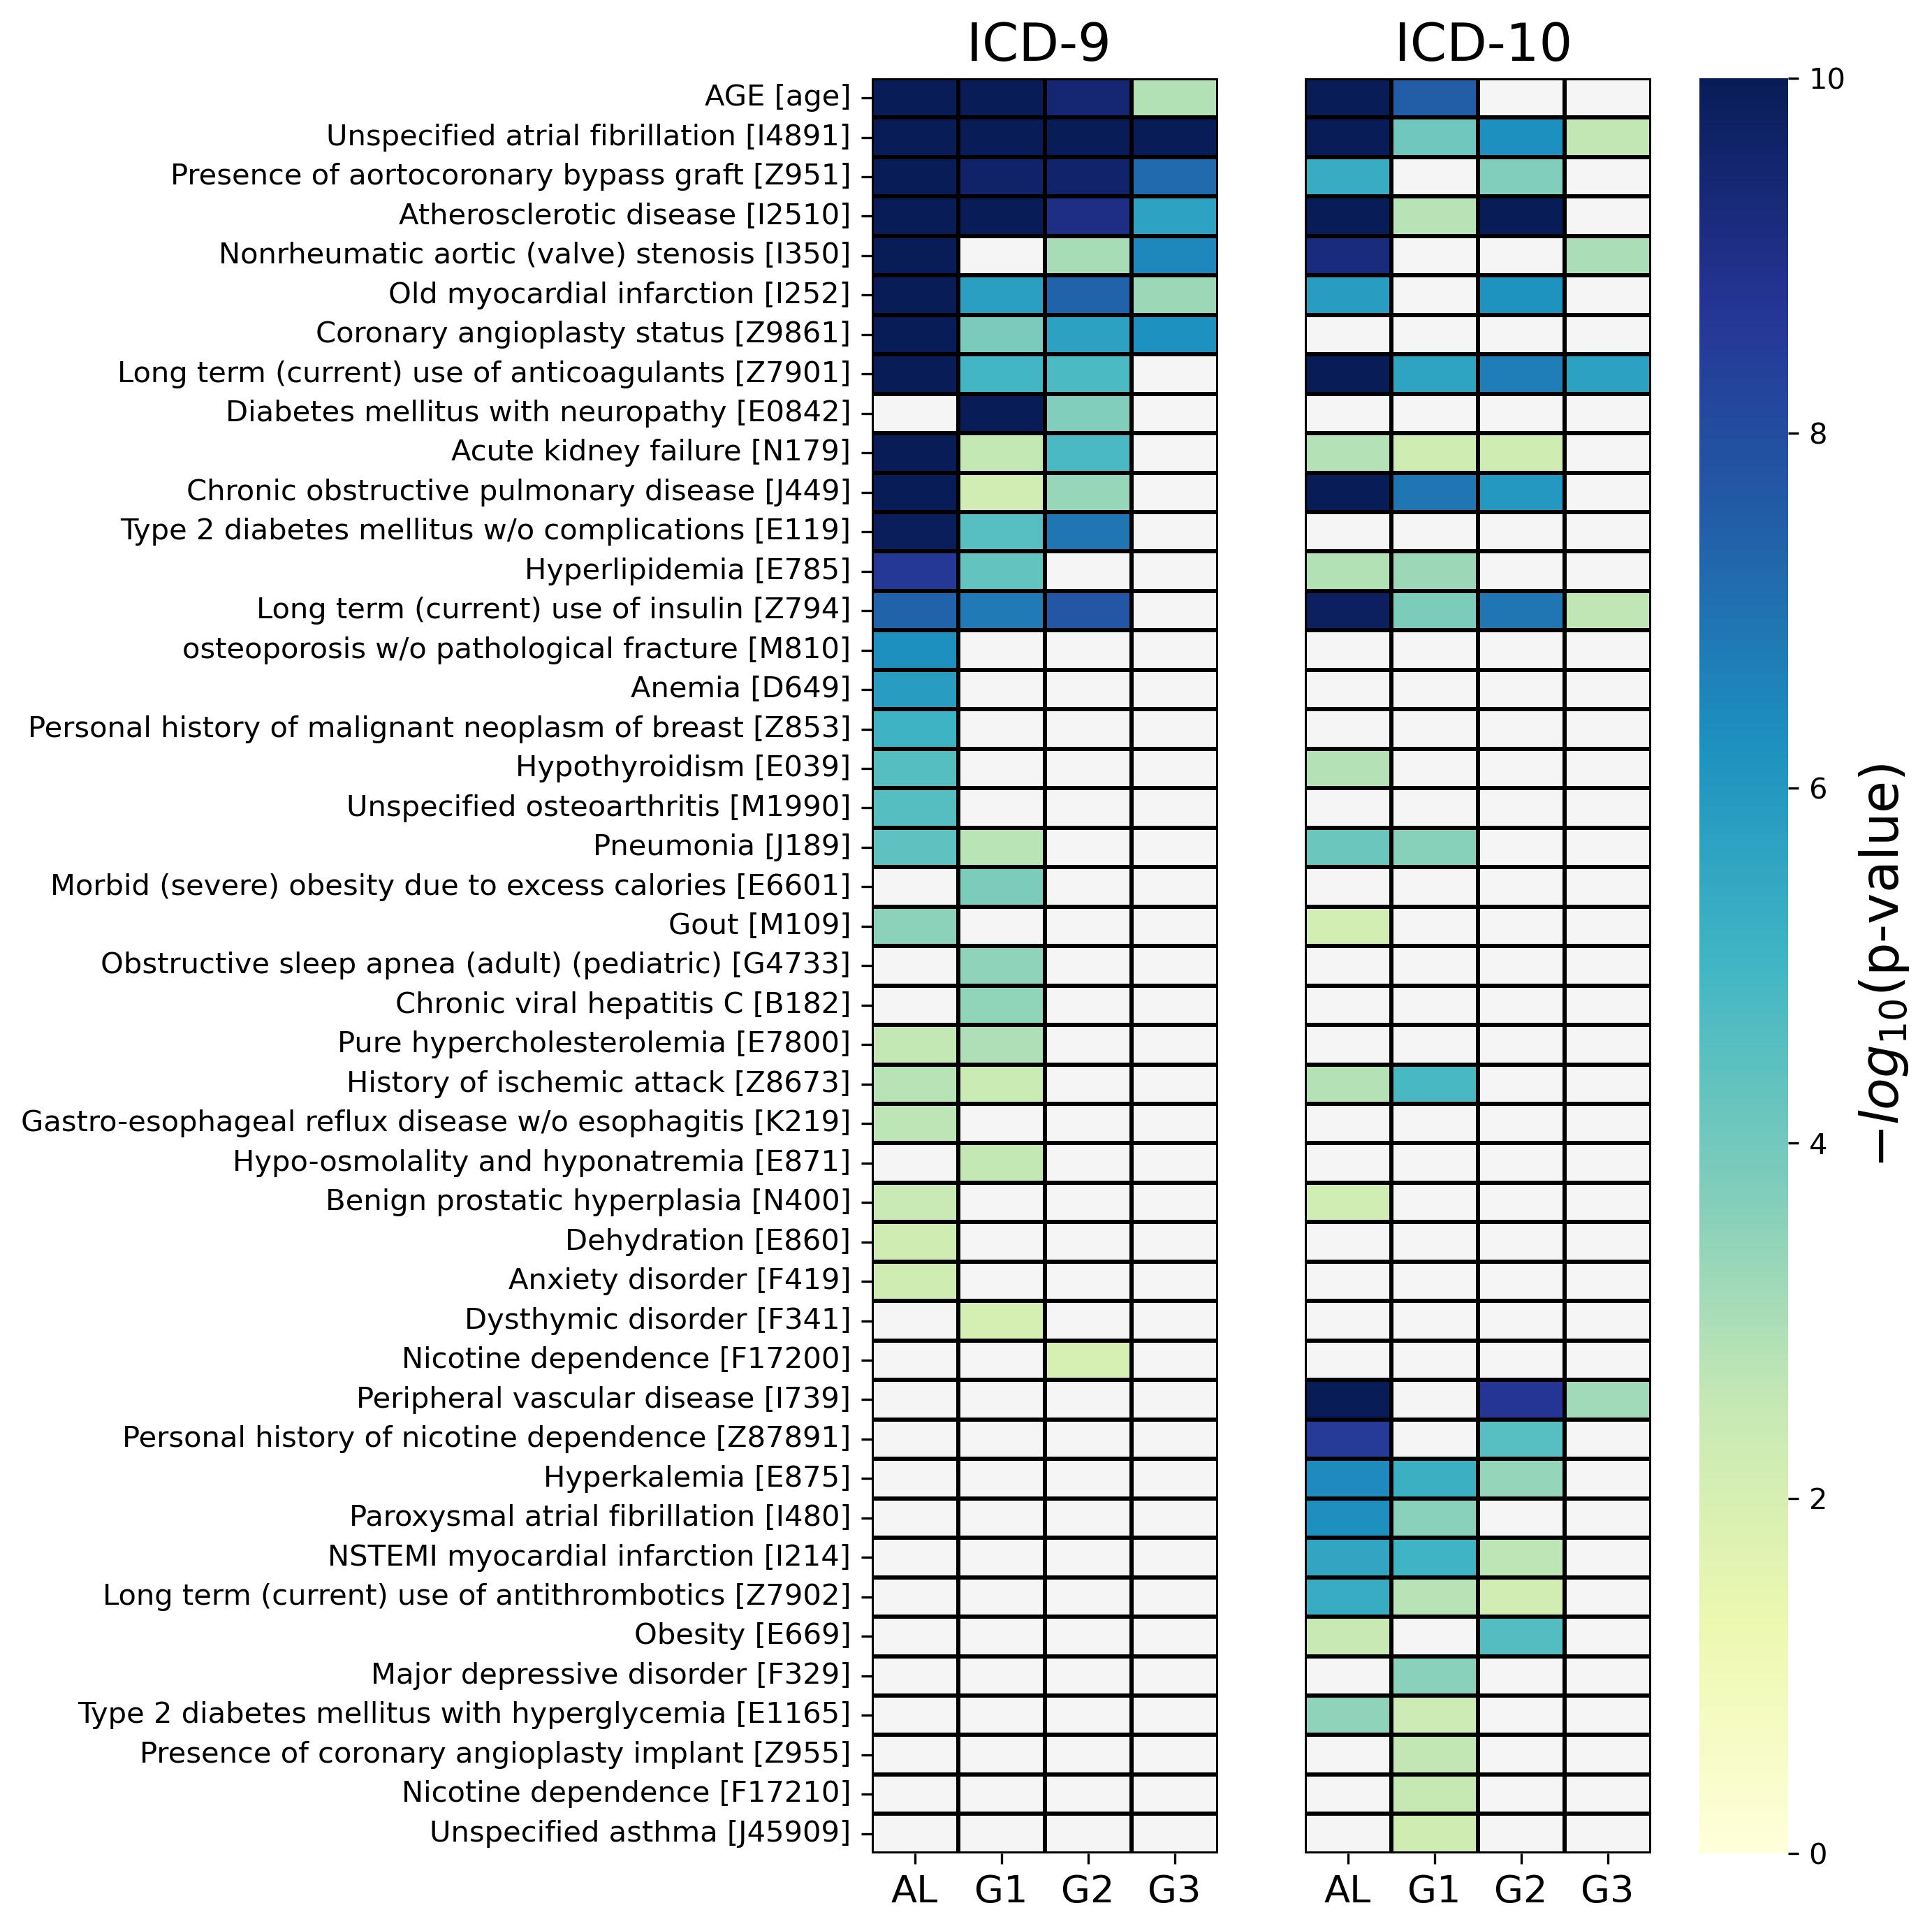 ICD-9
ICD-10
AGE [age]
Unspecified atrial fibrillation [I4891]
Presence of aortocoronary bypass graft [Z951]
Atherosclerotic disease [I2510]
Nonrheumatic aortic (valve) stenosis [I350]
Old myocardial infarction [I252]
Coronary angioplasty status [Z9861]
Long term (current) use of anticoagulants [Z7901]
Diabetes mellitus with neuropathy [E0842]
Acute kidney failure [N179]
Chronic obstructive pulmonary disease [J449]
Type 2 diabetes mellitus w/o complications [E119]
Hyperlipidemia [E785]
Long term (current) use of insulin [Z794]
osteoporosis w/o pathological fracture [M810]
Anemia [D649]
Personal history of malignant neoplasm of breast [Z853]
Hypothyroidism [E039]
Unspecified osteoarthritis [M1990]
Pneumonia [J189]
Morbid (severe) obesity due to excess calories [E6601]
Gout [M109]
Obstructive sleep apnea (adult) (pediatric) [G4733]
Chronic viral hepatitis C [B182]
Pure hypercholesterolemia [E7800]
History of ischemic attack [Z8673]
Gastro-esophageal reflux disease w/o esophagitis [K219]
Hypo-osmolality and hyponatremia [E871]
Benign prostatic hyperplasia [N400]
Dehydration [E860]
Anxiety disorder [F419]
Dysthymic disorder [F341]
Nicotine dependence [F17200]
Peripheral vascular disease [I739]
Personal history of nicotine dependence [Z87891]
Hyperkalemia [E875]
Paroxysmal atrial fibrillation [I480]
NSTEMI myocardial infarction [I214]
Long term (current) use of antithrombotics [Z7902]
Obesity [E669]
Major depressive disorder [F329]
Type 2 diabetes mellitus with hyperglycemia [E1165]
Presence of coronary angioplasty implant [Z955]
Nicotine dependence [F17210]
Unspecified asthma [J45909]
AL G1 G2 G3
AL G1 G2 G3
10
8
6
4
2
0
−log₁₀(p-value)